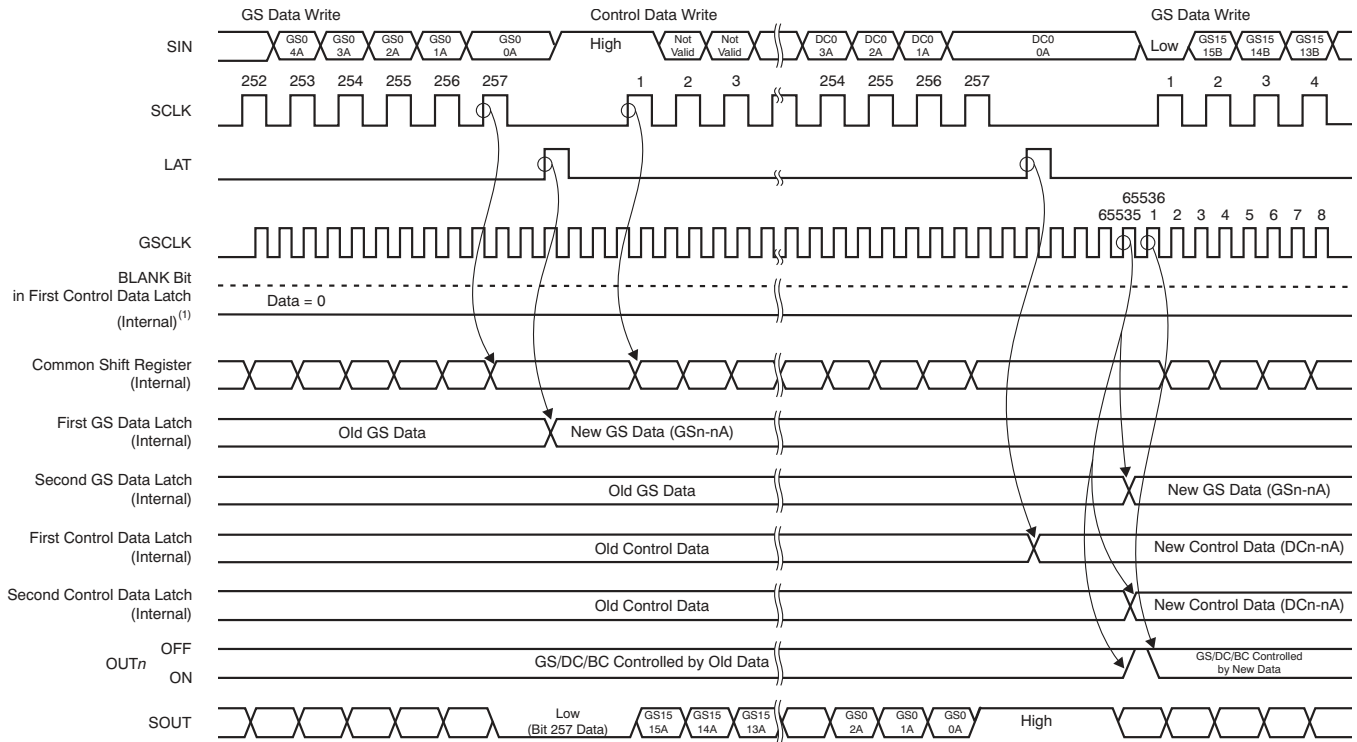 GS Data Write
Control Data Write
GS Data Write
SIN
GS0
4A
GS0
3A
GS0
2A
GS0
1A
GS0
0A
High
Not
Valid
Not
Valid
DC0
3A
DC0
2A
DC0
1A
DC0
0A
Low
GS15
15B
GS15
14B
GS15
13B
252 253 254 255 256 257 1 2 3 254 255 256 257 1 2 3 4
SCLK
LAT
65536
65535 1 2 3 4 5 6 7 8
GSCLK
BLANK Bit
in First Control Data Latch
(Internal)(1)
Data = 0
Common Shift Register
(Internal)
First GS Data Latch
(Internal)
Old GS Data
New GS Data (GSn-nA)
Second GS Data Latch
(Internal)
Old GS Data
New GS Data (GSn-nA)
First Control Data Latch
(Internal)
Old Control Data
New Control Data (DCn-nA)
Second Control Data Latch
(Internal)
Old Control Data
New Control Data (DCn-nA)
OFF
OUTn
ON
GS/DC/BC Controlled by Old Data
GS/DC/BC Controlled
by New Data
SOUT
Low
(Bit 257 Data)
GS15
15A
GS15
14A
GS15
13A
GS0
2A
GS0
1A
GS0
0A
High